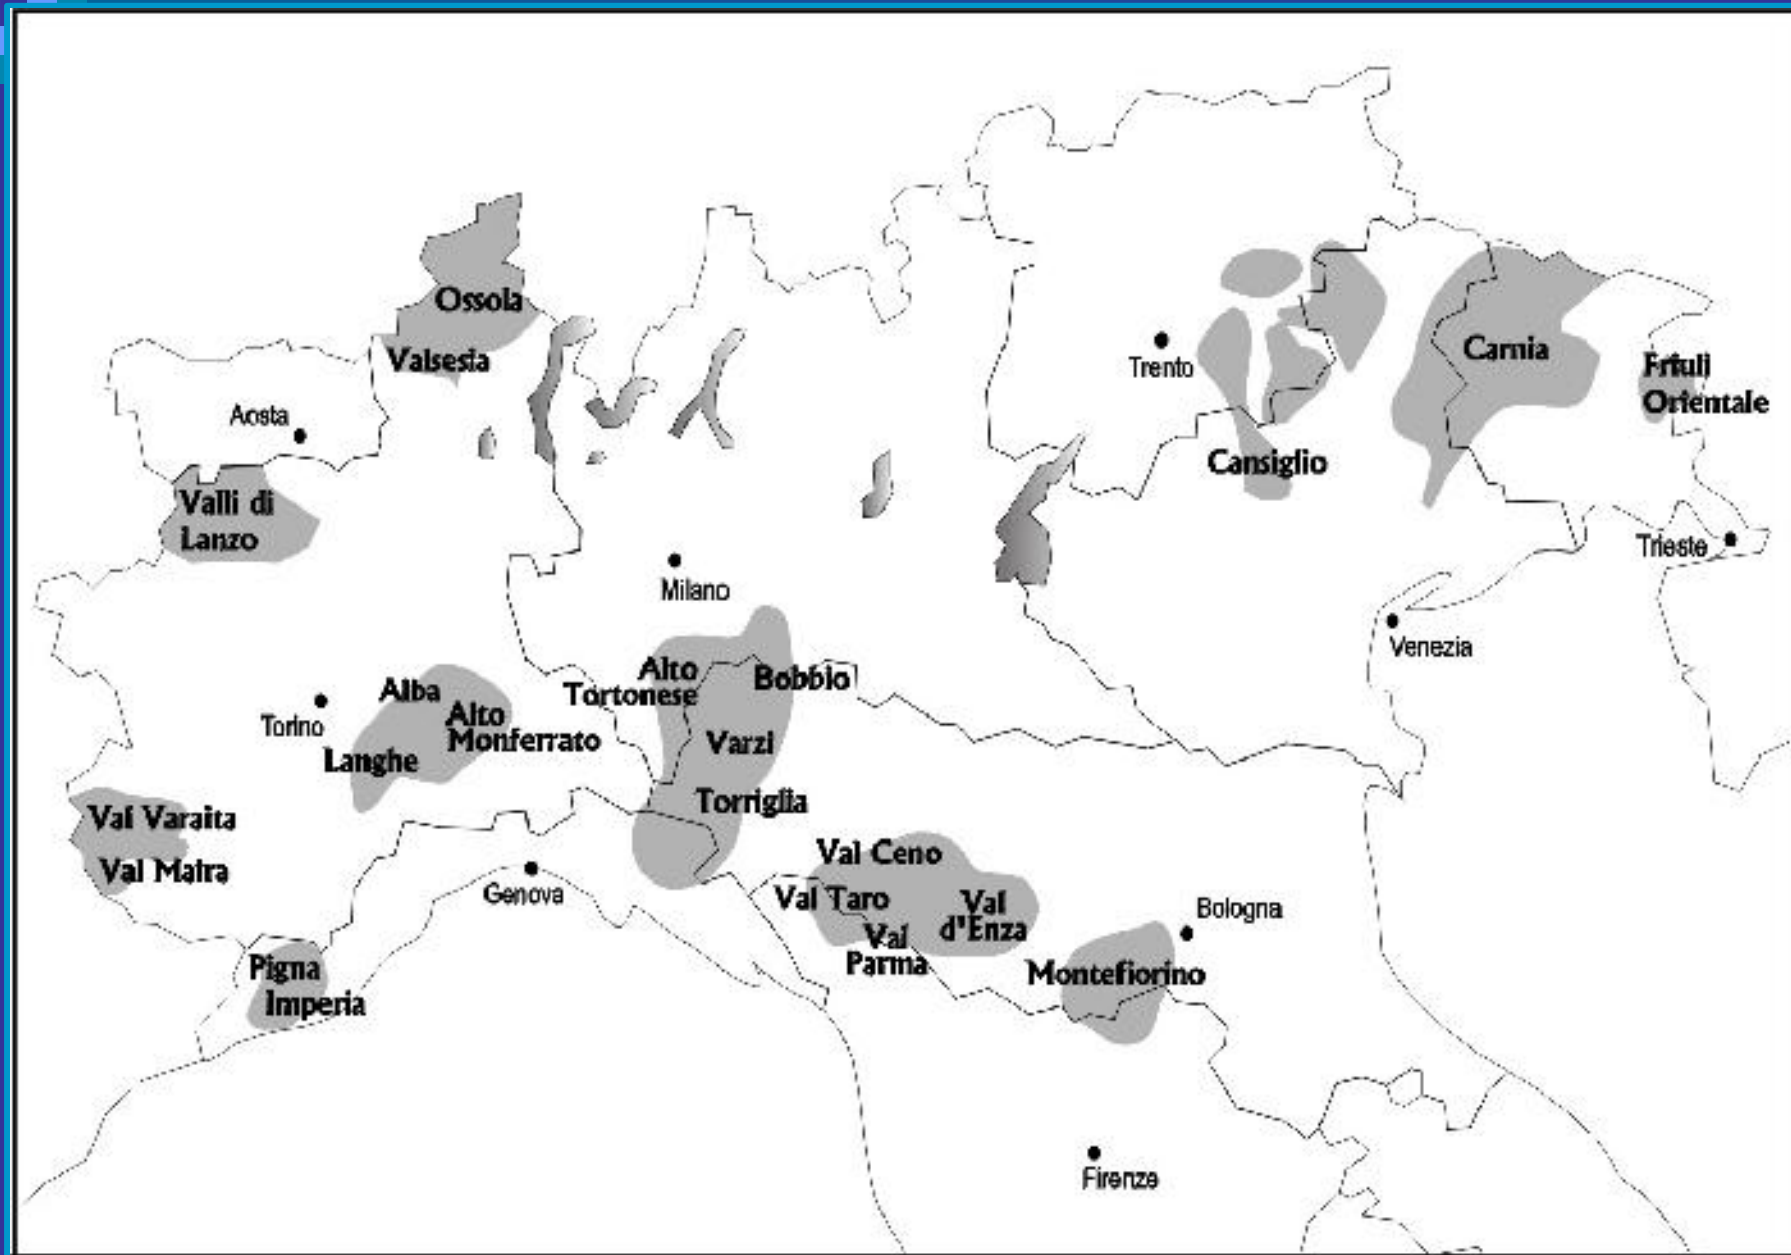 Ossola
Valsesia
Aosta
Valli di
Lanzo
Trento
Carnia
Friuli
Orientale
Cansiglio
Trieste
Milano
Venezia
Alto
Tortonese
Bobbio
Alba
Alto
Monferrato
Torino
Langhe
Varzi
Torriglia
Val Varaita
Val Maira
Genova
Val Ceno
Val Taro
Val
d'Enza
Val
Parma
Bologna
Montefiorino
Pigna
Imperia
Firenze